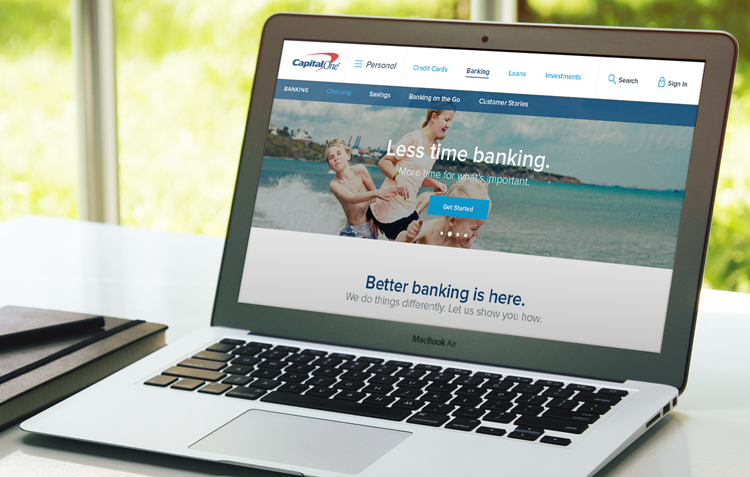 CapitalOne®
Personal
Credit Cards
Banking
Loans
Investments
Search
Sign In
BANKING
Checking
Savings
Banking on the Go
Customer Stories
Less time banking.
More time for what's important.
Get Started
Better banking is here.
We do things differently. Let us show you how.
MacBook Air